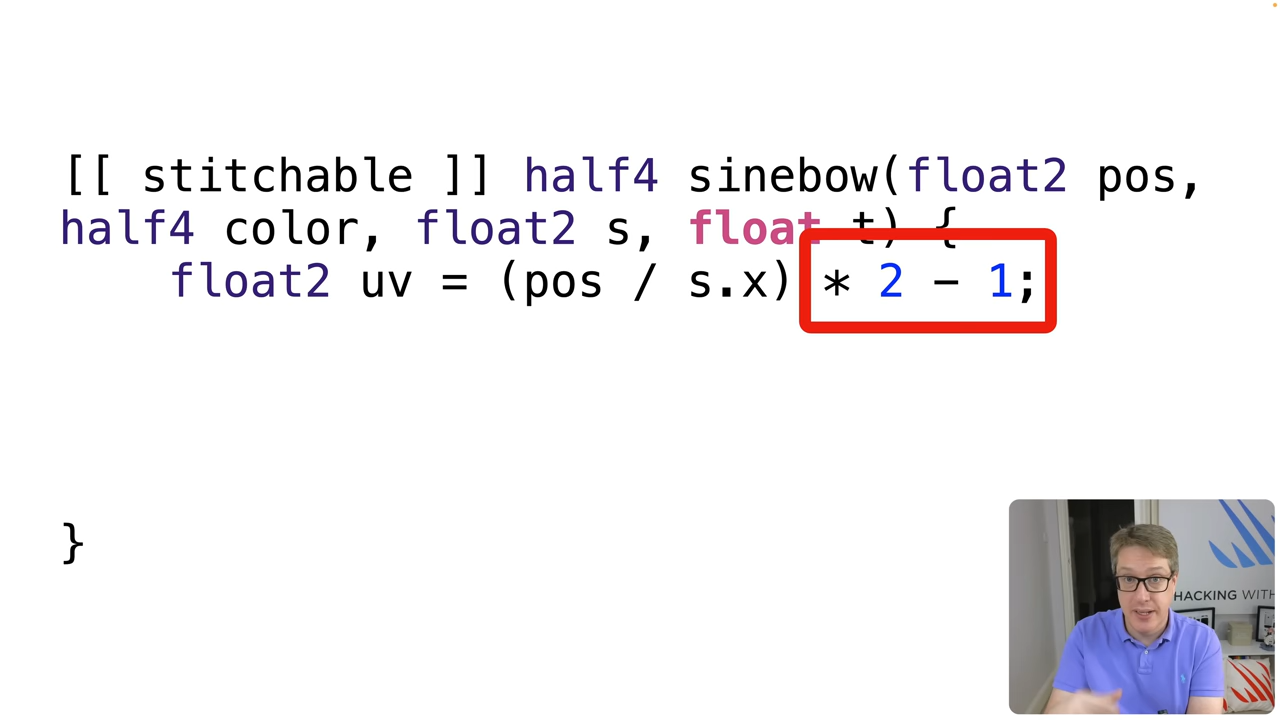 [[ stitchable ]] half4 sinebow(float2 pos,
half4 color, float2 s, float t) {
float2 uv = (pos / s.x) * 2 - 1;
}
HACKING WITH